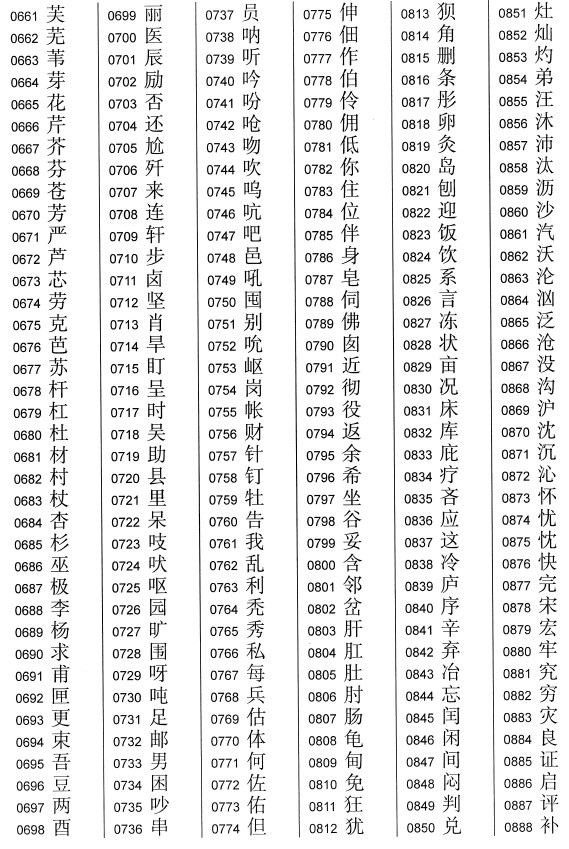 0661 芙
0662 芜
0663 苇
0664 芽
0665 花
0666 芹
0667 芥
0668 芬
0669 苍
0670 芳
0671 严
0672 芦
0673 芯
0674 劳
0675 克
0676 芭
0677 苏
0678 杆
0679 杠
0680 杜
0681 材
0682 村
0683 杖
0684 杏
0685 杉
0686 巫
0687 极
0688 李
0689 杨
0690 求
0691 甫
0692 匣
0693 更
0694 束
0695 吾
0696 豆
0697 两
0698 酉
0699 丽
0700 医
0701 辰
0702 励
0703 否
0704 还
0705 尬
0706 歼
0707 来
0708 连
0709 轩
0710 步
0711 卤
0712 坚
0713 肖
0714 旱
0715 盯
0716 呈
0717 时
0718 吴
0719 助
0720 县
0721 里
0722 呆
0723 吱
0724 吠
0725 呕
0726 园
0727 旷
0728 围
0729 呀
0730 吨
0731 足
0732 邮
0733 男
0734 困
0735 吵
0736 串
0737 员
0738 呐
0739 听
0740 吟
0741 吩
0742 呛
0743 吻
0744 吹
0745 呜
0746 吭
0747 吧
0748 邑
0749 吼
0750 囤
0751 别
0752 吮
0753 岖
0754 岗
0755 帐
0756 财
0757 针
0758 钉
0759 牡
0760 告
0761 我
0762 乱
0763 利
0764 秃
0765 秀
0766 私
0767 每
0768 兵
0769 估
0770 体
0771 何
0772 佐
0773 佑
0774 但
0775 伸
0776 佃
0777 作
0778 伯
0779 伶
0780 佣
0781 低
0782 你
0783 住
0784 位
0785 伴
0786 身
0787 皂
0788 伺
0789 佛
0790 囱
0791 近
0792 彻
0793 役
0794 返
0795 余
0796 希
0797 坐
0798 谷
0799 妥
0800 含
0801 邻
0802 岔
0803 肝
0804 肛
0805 肚
0806 肘
0807 肠
0808 龟
0809 甸
0810 免
0811 狂
0812 犹
0813 狈
0814 角
0815 删
0816 条
0817 彤
0818 卵
0819 灸
0820 岛
0821 刨
0822 迎
0823 饭
0824 饮
0825 系
0826 言
0827 冻
0828 状
0829 亩
0830 况
0831 床
0832 库
0833 庇
0834 疗
0835 吝
0836 应
0837 这
0838 冷
0839 庐
0840 序
0841 辛
0842 弃
0843 冶
0844 忘
0845 闰
0846 闲
0847 间
0848 闷
0849 判
0850 兑
0851 灶
0852 灿
0853 灼
0854 弟
0855 汪
0856 沐
0857 沛
0858 汰
0859 沥
0860 沙
0861 汽
0862 沃
0863 沦
0864 汹
0865 泛
0866 沧
0867 没
0868 沟
0869 沪
0870 沈
0871 沉
0872 沁
0873 怀
0874 忧
0875 忱
0876 快
0877 完
0878 宋
0879 宏
0880 牢
0881 究
0882 穷
0883 灾
0884 良
0885 证
0886 启
0887 评
0888 补